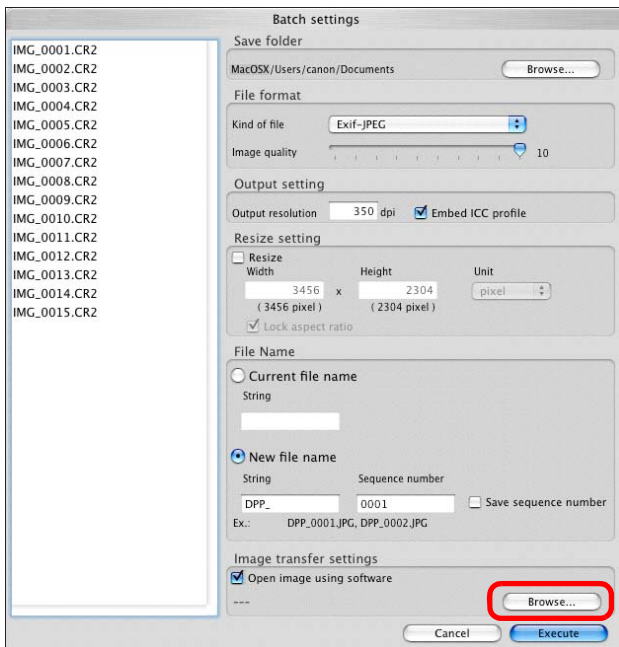 Batch settings
IMG_0001.CR2
IMG_0002.CR2
IMG_0003.CR2
IMG_0004.CR2
IMG_0005.CR2
IMG_0006.CR2
IMG_0007.CR2
IMG_0008.CR2
IMG_0009.CR2
IMG_0010.CR2
IMG_0011.CR2
IMG_0012.CR2
IMG_0013.CR2
IMG_0014.CR2
IMG_0015.CR2
Save folder
MacOSX/Users/canon/Documents Browse...
File format
Kind of file Exif-JPEG
Image quality 10
Output setting
Output resolution 350 dpi Embed ICC profile
Resize setting
Resize
Width Height Unit
3456 x 2304 pixel
( 3456 pixel ) ( 2304 pixel )
Lock aspect ratio
File Name
Current file name
String
New file name
String Sequence number
DPP_ 0001 Save sequence number
Ex.: DPP_0001.JPG, DPP_0002.JPG
Image transfer settings
Open image using software
--- Browse...
Cancel Execute